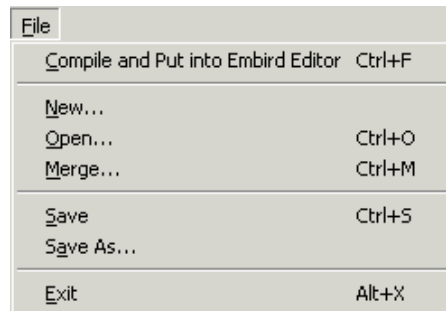 File
Compile and Put into Embird Editor Ctrl+F
New...
Open... Ctrl+O
Merge... Ctrl+M
Save Ctrl+S
Save As...
Exit Alt+X